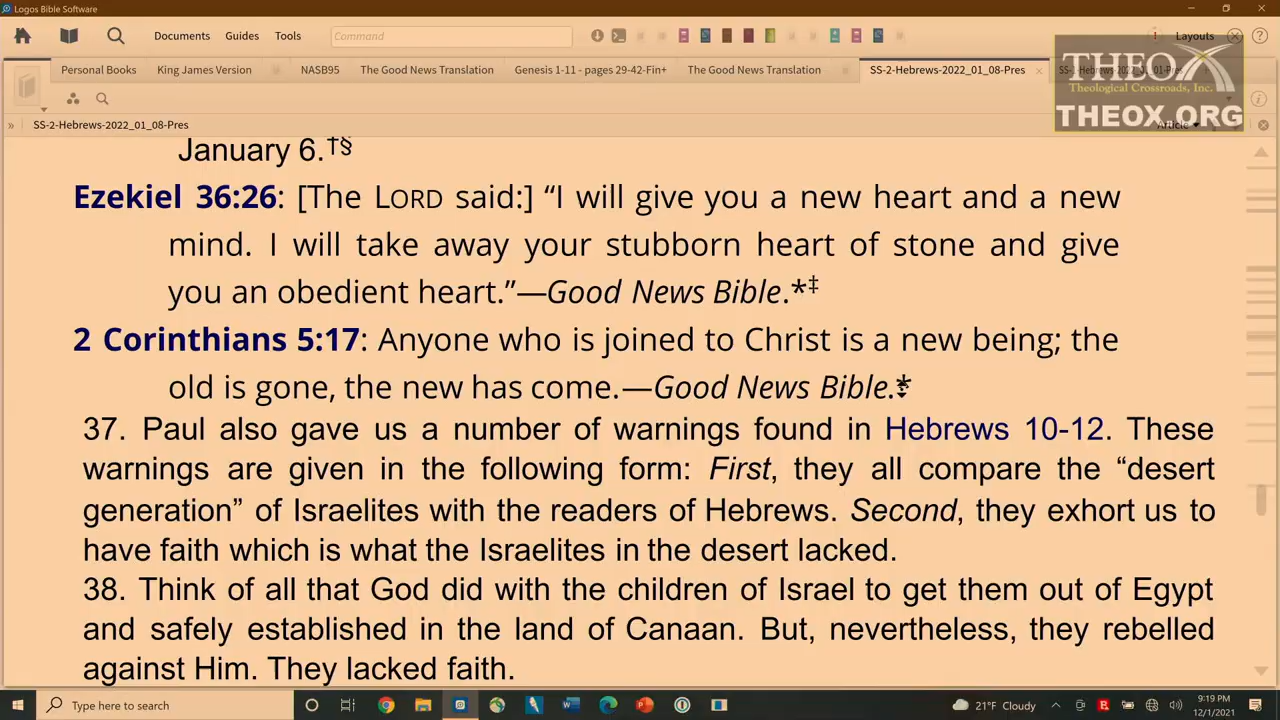 Logos Bible Software
Documents Guides Tools Command Layouts
Personal Books King James Version NASB95 The Good News Translation Genesis 1-11 - pages 29-42-Fin+ The Good News Translation SS-2-Hebrews-2022_01_08-Pres
THEOX
Theological Crossroads, Inc.
THEOX.ORG
SS-2-Hebrews-2022_01_08-Pres Article
January 6.†§
Ezekiel 36:26: [The LORD said:] “I will give you a new heart and a new
mind. I will take away your stubborn heart of stone and give
you an obedient heart.”—Good News Bible.*‡
2 Corinthians 5:17: Anyone who is joined to Christ is a new being; the
old is gone, the new has come.—Good News Bible.*
37. Paul also gave us a number of warnings found in Hebrews 10-12. These
warnings are given in the following form: First, they all compare the “desert
generation” of Israelites with the readers of Hebrews. Second, they exhort us to
have faith which is what the Israelites in the desert lacked.
38. Think of all that God did with the children of Israel to get them out of Egypt
and safely established in the land of Canaan. But, nevertheless, they rebelled
against Him. They lacked faith.
Type here to search 21°F Cloudy 9:19 PM
12/1/2021